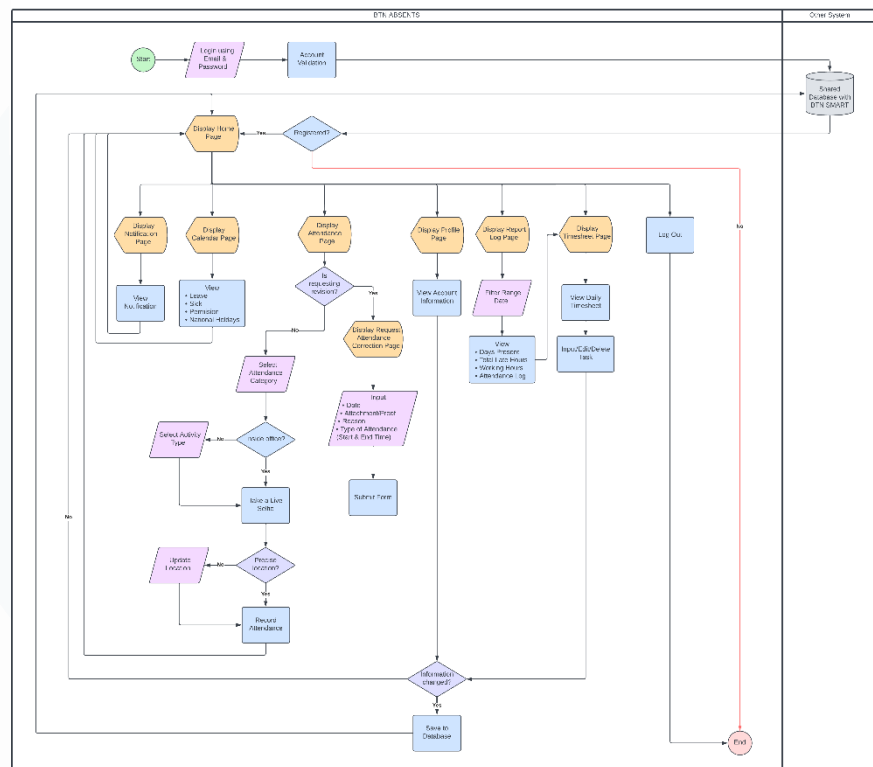 BTN ABSENTS
Other System
Start
Login using
Email &
Password
Account
Validation
Shared
Database with
BTN SMART
Display Home
Page
Yes
Registered?
No
Display
Notification
Page
Display
Calendar Page
Display
Attendance
Page
Display Profile
Page
Display Report
Log Page
Display
Timesheet Page
Log Out
View
Notification
View
• Leave
• Sick
• Permission
• National Holidays
Is
requesting
revision?
Yes
No
View Account
Information
Filter Range
Date
View Daily
Timesheet
Display Request
Attendance
Correction Page
View
• Days Present
• Total Late Hours
• Working Hours
• Attendance Log
Input/Edit/Delete
Task
Select
Attendance
Category
Input
• Date
• Attachment/Proof
• Reason
• Type of Attendance
(Start & End Time)
Select Activity
Type
No
Inside office?
Yes
Take a Live
Selfie
Submit Form
No
Update
Location
No
Precise
location?
Yes
Record
Attendance
Information
changed?
Yes
Save to
Database
End